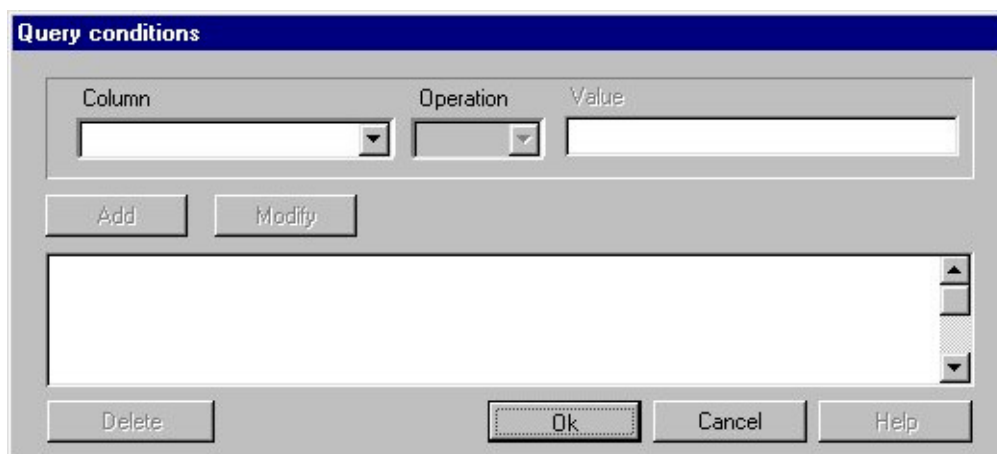 Query conditions
Column Operation Value
Add Modify
Delete Ok Cancel Help